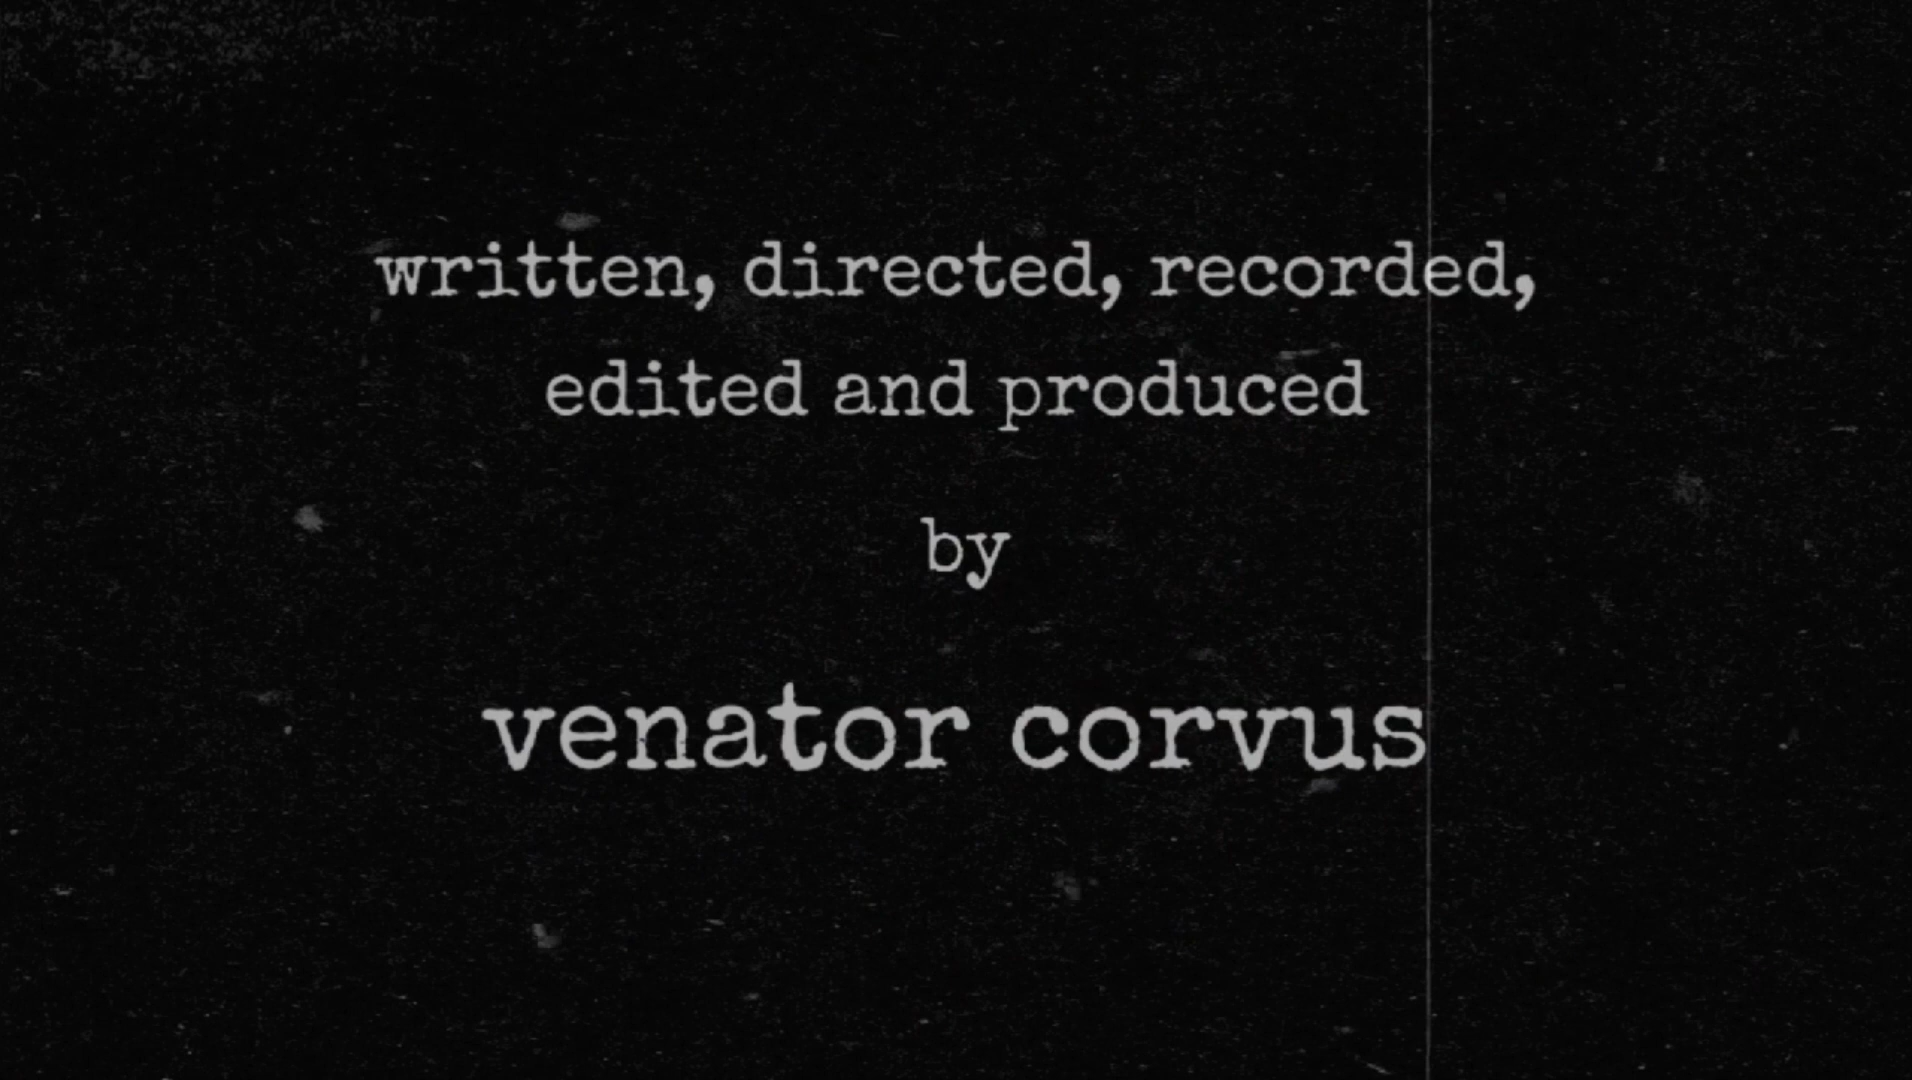 written, directed, recorded,
edited and produced
by
venator corvus